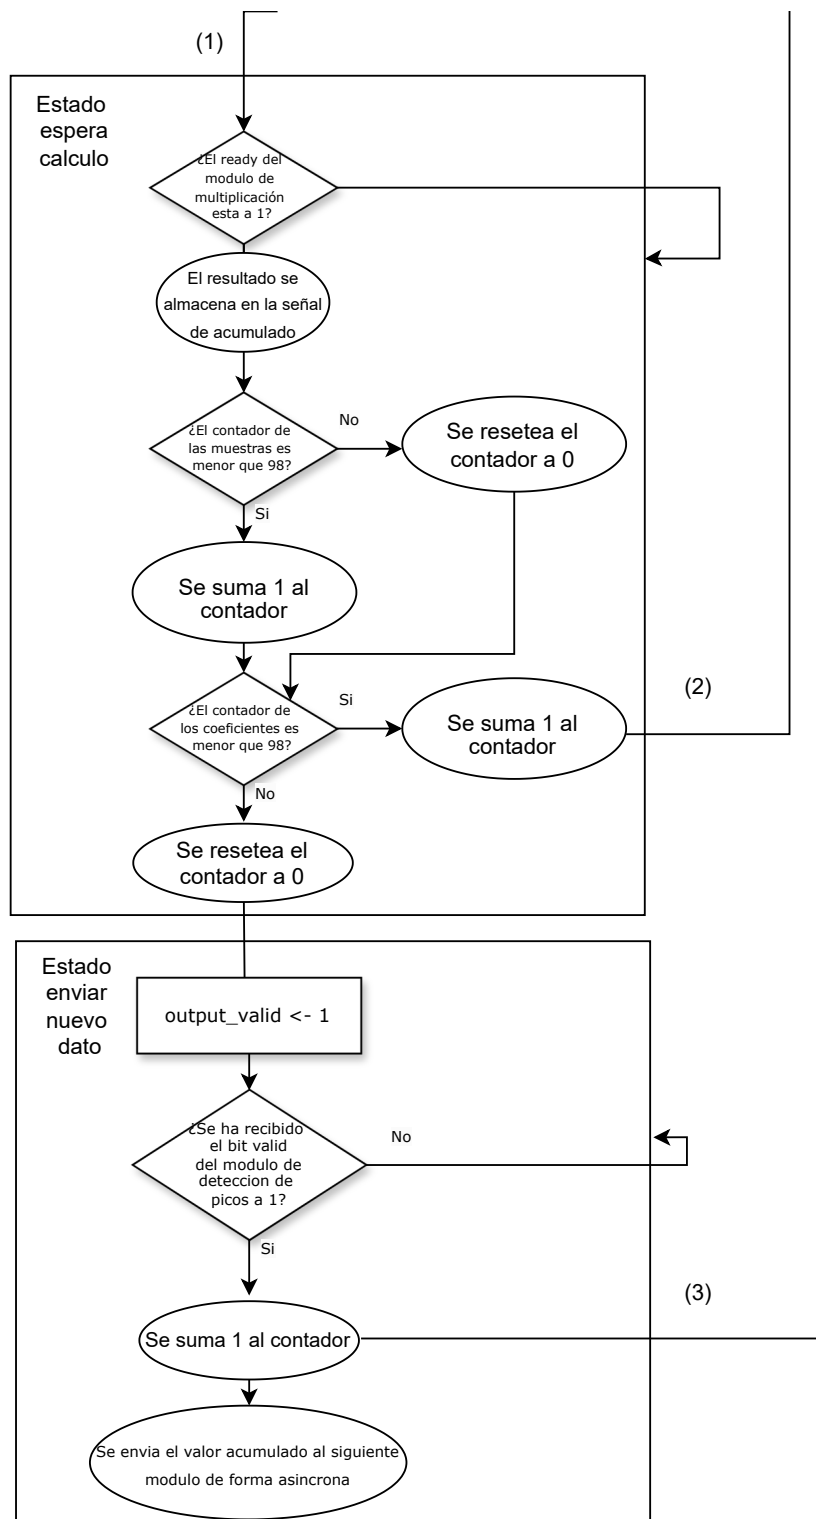 (1)
Estado
espera
calculo
¿El ready del
modulo de
multiplicación
esta a 1?
El resultado se
almacena en la señal
de acumulado
¿El contador de
las muestras es
menor que 98?
No
Se resetea el
contador a 0
Si
Se suma 1 al
contador
¿El contador de
los coeficientes es
menor que 98?
Si
Se suma 1 al
contador
(2)
No
Se resetea el
contador a 0
Estado
enviar
nuevo
dato
output_valid <- 1
¿Se ha recibido
el bit valid
del modulo de
deteccion de
picos a 1?
No
Si
Se suma 1 al contador
(3)
Se envia el valor acumulado al siguiente
modulo de forma asincrona